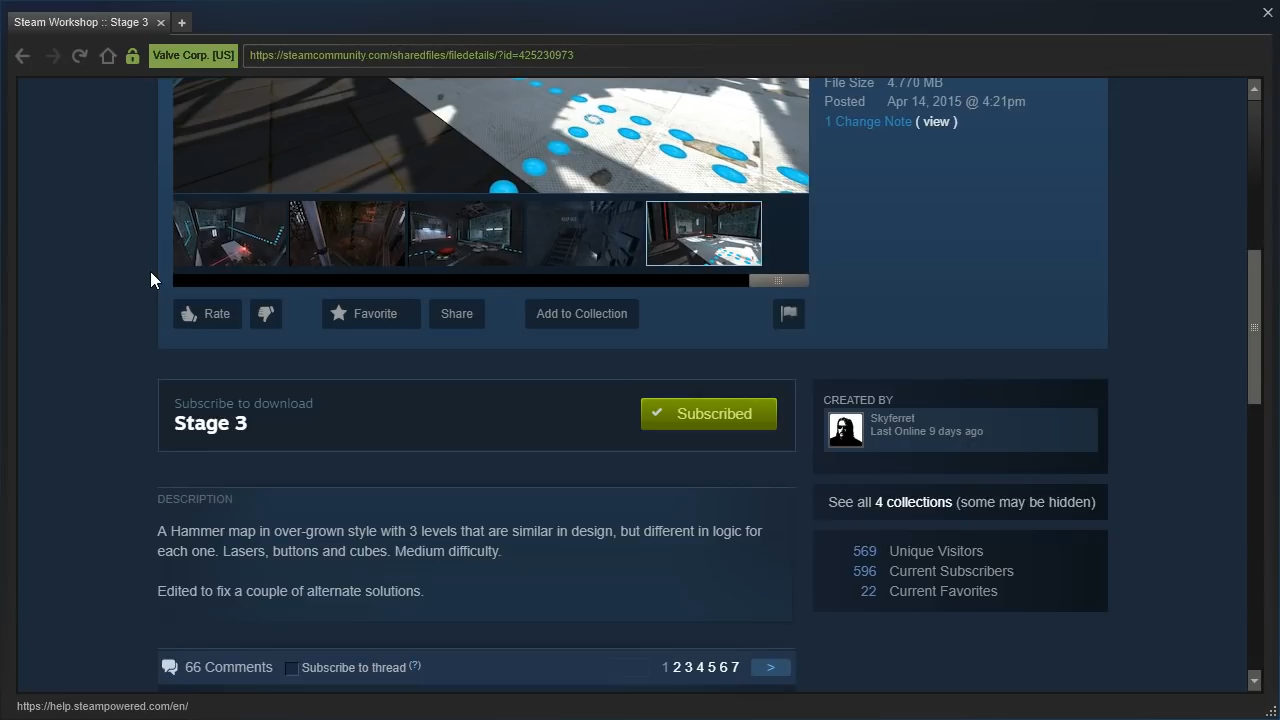 Steam Workshop :: Stage 3
Valve Corp. [US]
https://steamcommunity.com/sharedfiles/filedetails/?id=425230973
File Size 4.770 MB
Posted Apr 14, 2015 @ 4:21pm
1 Change Note ( view )
Rate
Favorite
Share
Add to Collection
Subscribe to download
Stage 3
Subscribed
CREATED BY
Skyferret
Last Online 9 days ago
See all 4 collections (some may be hidden)
DESCRIPTION
A Hammer map in over-grown style with 3 levels that are similar in design, but different in logic for
each one. Lasers, buttons and cubes. Medium difficulty.
Edited to fix a couple of alternate solutions.
569 Unique Visitors
596 Current Subscribers
22 Current Favorites
66 Comments Subscribe to thread (?) 1 2 3 4 5 6 7 >
https://help.steampowered.com/en/